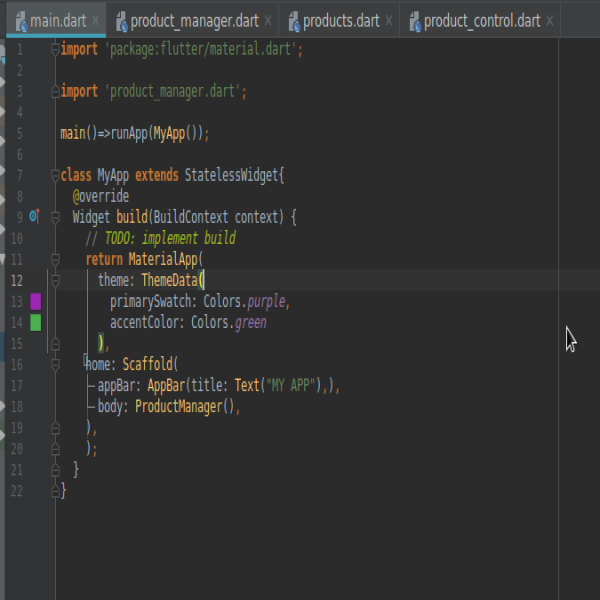 main.dart product_manager.dart products.dart product_control.dart
1 import 'package:flutter/material.dart';
2
3 import 'product_manager.dart';
4
5 main()=>runApp(MyApp());
6
7 class MyApp extends StatelessWidget{
8 @override
9 Widget build(BuildContext context) {
10 // TODO: implement build
11 return MaterialApp(
12 theme: ThemeData(
13 primarySwatch: Colors.purple,
14 accentColor: Colors.green
15 ),
16 home: Scaffold(
17 appBar: AppBar(title: Text("MY APP"),),
18 body: ProductManager(),
19 ),
20 );
21 }
22 }